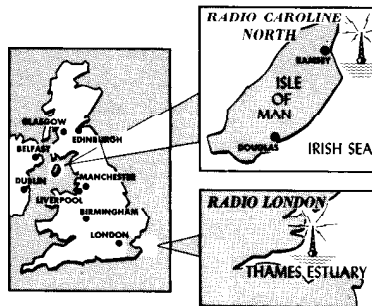 RADIO CAROLINE
NORTH
RAMSEY
ISLE
OF
MAN
DOUGLAS
IRISH SEA
GLASGOW
EDINBURGH
BELFAST
DUBLIN
MANCHESTER
LIVERPOOL
BIRMINGHAM
LONDON
RADIO LONDON
THAMES ESTUARY